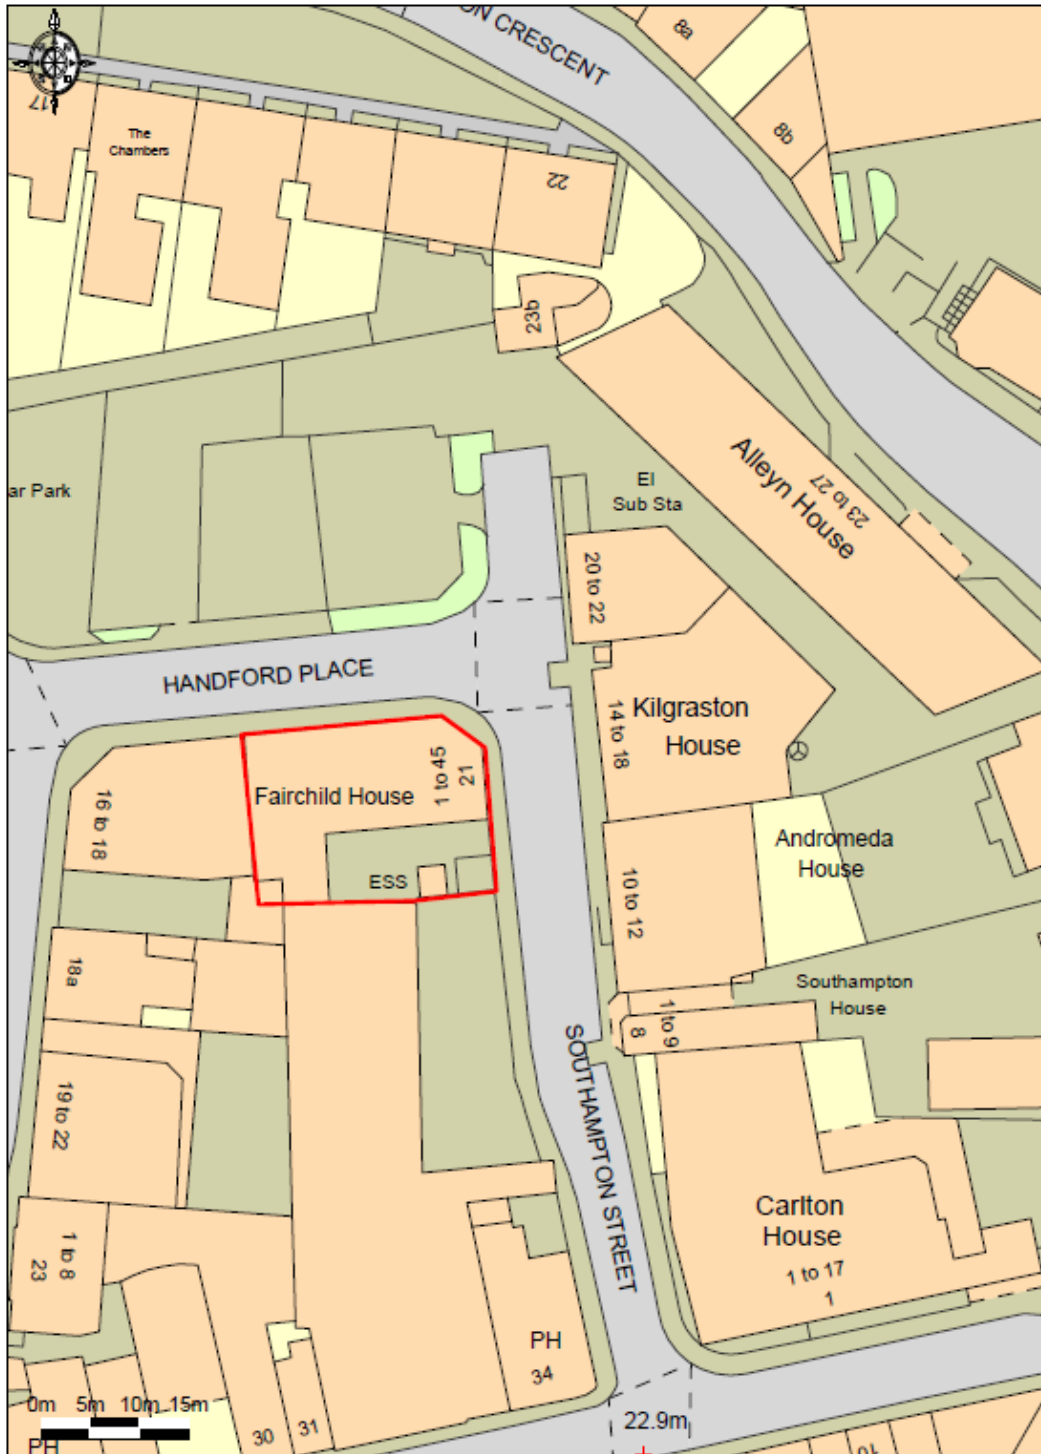 ON CRESCENT
8a
8b
17
The
Chambers
22
23b
ar Park
El
Sub Sta
Alleyn House
23 to 27
20 to 22
HANDFORD PLACE
Kilgraston
House
14 to 18
Fairchild House
1 to 45
21
16 to 18
ESS
Andromeda
House
10 to 12
18a
Southampton
House
1 to 9
8
SOUTHAMPTON STREET
19 to 22
Carlton
House
1 to 17
1
1 to 8
23
PH
34
0m 5m 10m 15m
30
31
22.9m
PH
10